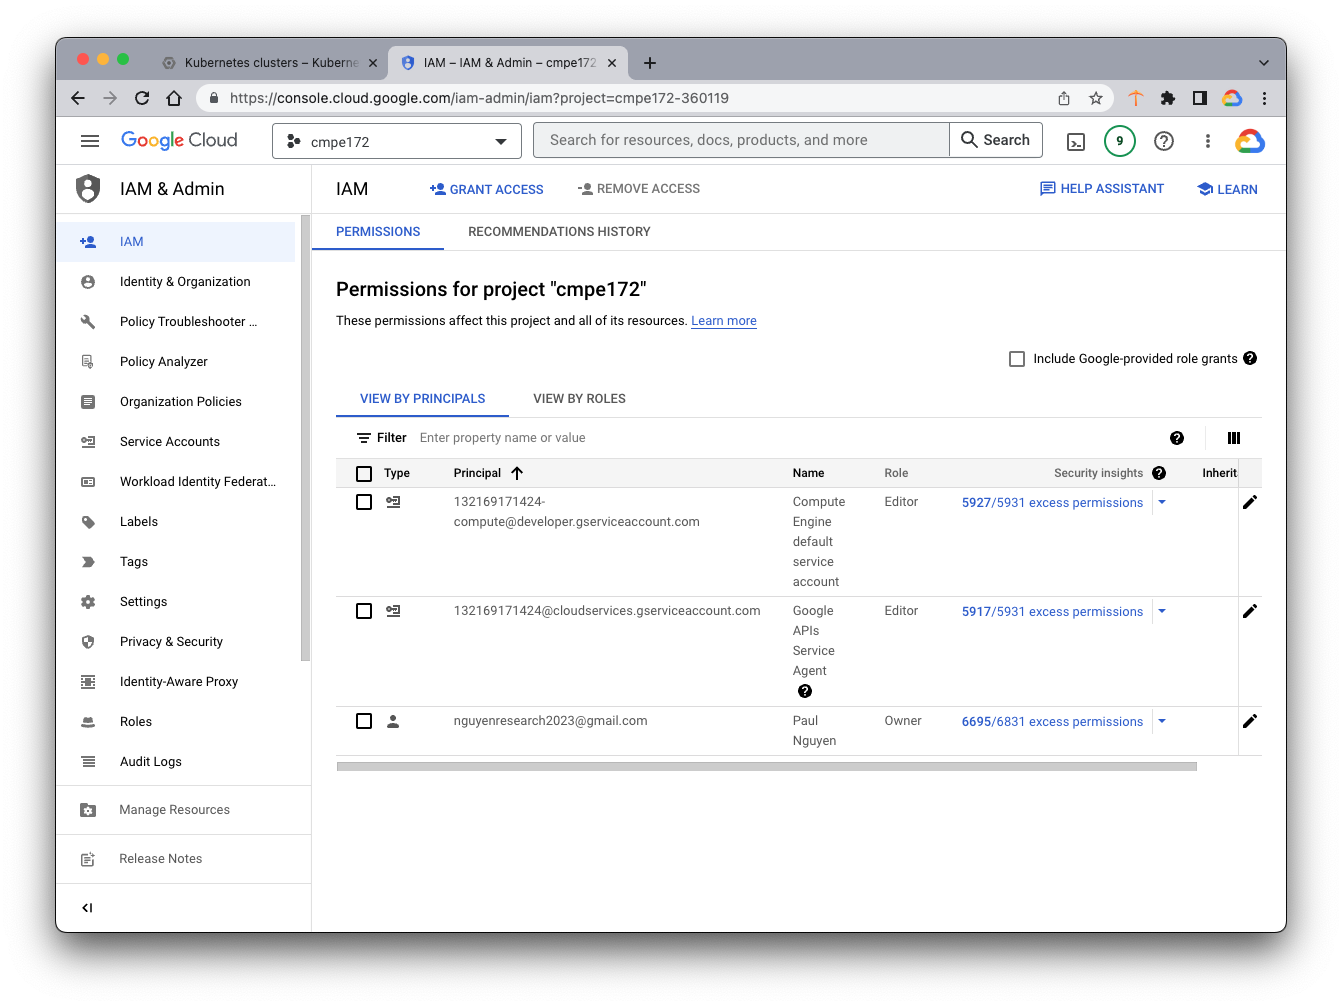 Kubernetes clusters – Kuberne
IAM – IAM & Admin – cmpe172
https://console.cloud.google.com/iam-admin/iam?project=cmpe172-360119
Google Cloud
cmpe172
Search for resources, docs, products, and more
Search
9
IAM & Admin
IAM
GRANT ACCESS
REMOVE ACCESS
HELP ASSISTANT
LEARN
IAM
Identity & Organization
Policy Troubleshooter ...
Policy Analyzer
Organization Policies
Service Accounts
Workload Identity Federat...
Labels
Tags
Settings
Privacy & Security
Identity-Aware Proxy
Roles
Audit Logs
Manage Resources
Release Notes
PERMISSIONS
RECOMMENDATIONS HISTORY
Permissions for project "cmpe172"
These permissions affect this project and all of its resources. Learn more
Include Google-provided role grants
VIEW BY PRINCIPALS
VIEW BY ROLES
Filter
Enter property name or value
Type
Principal
Name
Role
Security insights
Inherit
132169171424-
compute@developer.gserviceaccount.com
Compute
Engine
default
service
account
Editor
5927/5931 excess permissions
132169171424@cloudservices.gserviceaccount.com
Google
APIs
Service
Agent
Editor
5917/5931 excess permissions
nguyenresearch2023@gmail.com
Paul
Nguyen
Owner
6695/6831 excess permissions